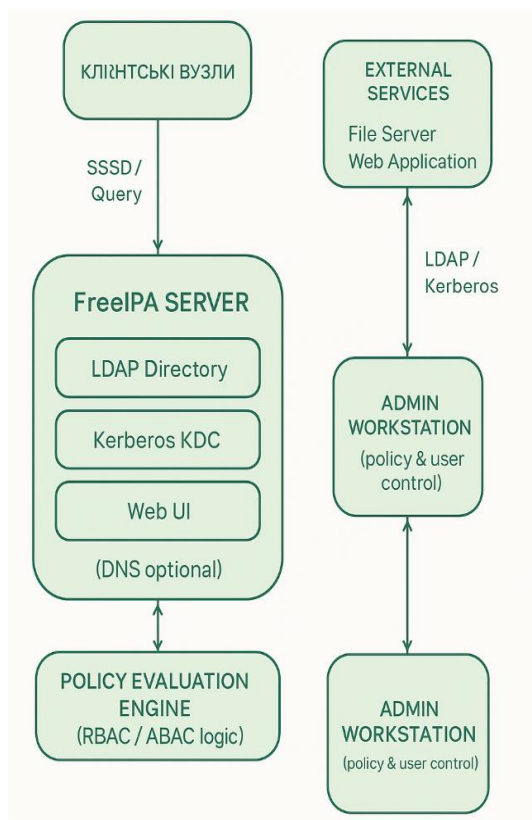 ВУЗЛИ
SSSD /
Query
FreeIPA SERVER
LDAP Directory
Kerberos KDC
Web UI
(DNS optional)
POLICY EVALUATION
ENGINE
(RBAC / ABAC logic)
EXTERNAL
SERVICES
File Server
Web Application
LDAP /
Kerberos
ADMIN
WORKSTATION
(policy & user
control)
ADMIN
WORKSTATION
(policy & user control)